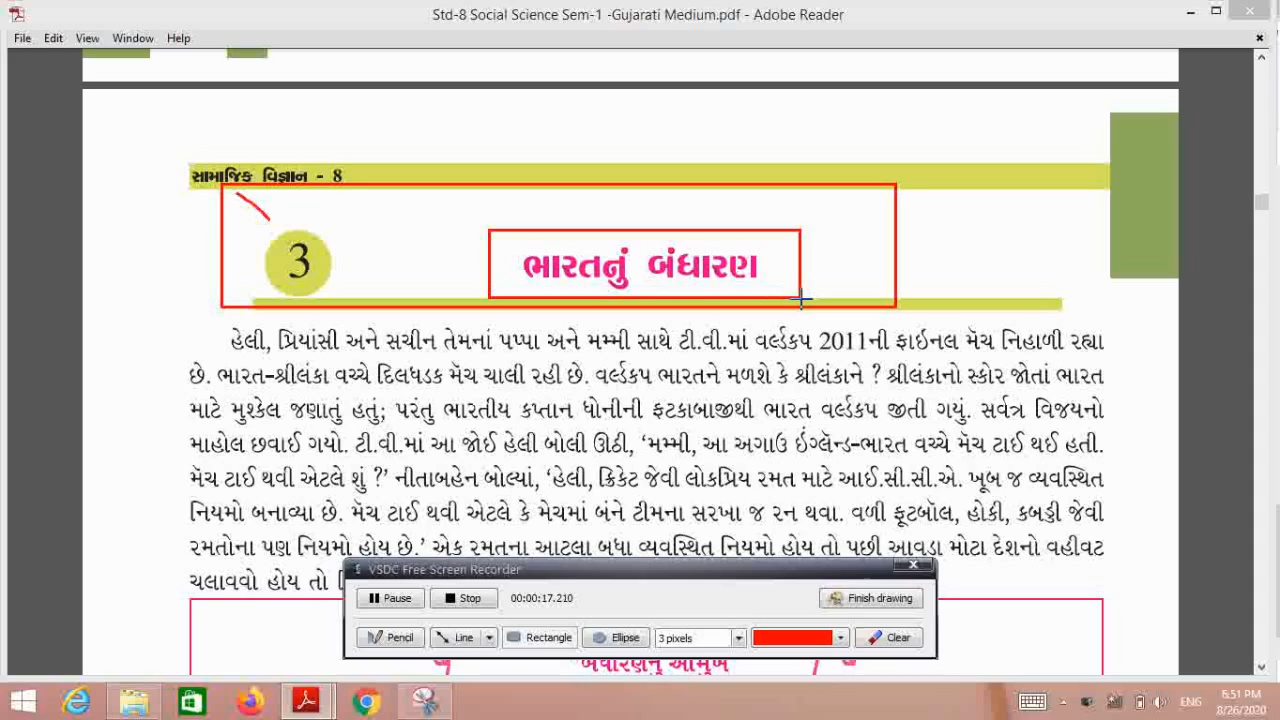 Std-8 Social Science Sem-1 -Gujarati Medium.pdf - Adobe Reader
File Edit View Window Help
સામાજિક વિજ્ઞાન - 8
3
ભારતનું બંધારણ
હેલી, પ્રિયાંસી અને સચીન તેમનાં પપ્પા અને મમ્મી સાથે ટી.વી.માં વર્લ્ડકપ 2011ની ફાઇનલ મૅચ નિહાળી રહ્યા
છે. ભારત-શ્રીલંકા વચ્ચે દિલધડક મૅચ ચાલી રહી છે. વર્લ્ડકપ ભારતને મળશે કે શ્રીલંકાને ? શ્રીલંકાનો સ્કોર જોતાં ભારત
માટે મુશ્કેલ જણાતું હતું; પરંતુ ભારતીય કપ્તાન ધોનીની ફટકાબાજીથી ભારત વર્લ્ડકપ જીતી ગયું. સર્વત્ર વિજયનો
માહોલ છવાઈ ગયો. ટી.વી.માં આ જોઈ હેલી બોલી ઊઠી, ‘મમ્મી, આ અગાઉ ઇંગ્લૅન્ડ-ભારત વચ્ચે મૅચ ટાઈ થઈ હતી.
મૅચ ટાઈ થવી એટલે શું ?’ નીતાબહેન બોલ્યાં, ‘હેલી, ક્રિકેટ જેવી લોકપ્રિય રમત માટે આઈ.સી.સી.એ. ખૂબ જ વ્યવસ્થિત
નિયમો બનાવ્યા છે. મૅચ ટાઈ થવી એટલે કે મેચમાં બંને ટીમના સરખા જ રન થવા. વળી ફૂટબૉલ, હોકી, કબડ્ડી જેવી
રમતોના પણ નિયમો હોય છે.’ એક રમતના આટલા બધા વ્યવસ્થિત નિયમો હોય તો પછી આવડા મોટા દેશનો વહીવટ
ચલાવવો હોય તો
VSDC Free Screen Recorder
Pause Stop 00:00:17.210 Finish drawing
Pencil Line Rectangle Ellipse 3 pixels Clear
બંધારણનું આમુખ
ENG 6:51 PM
8/26/2020